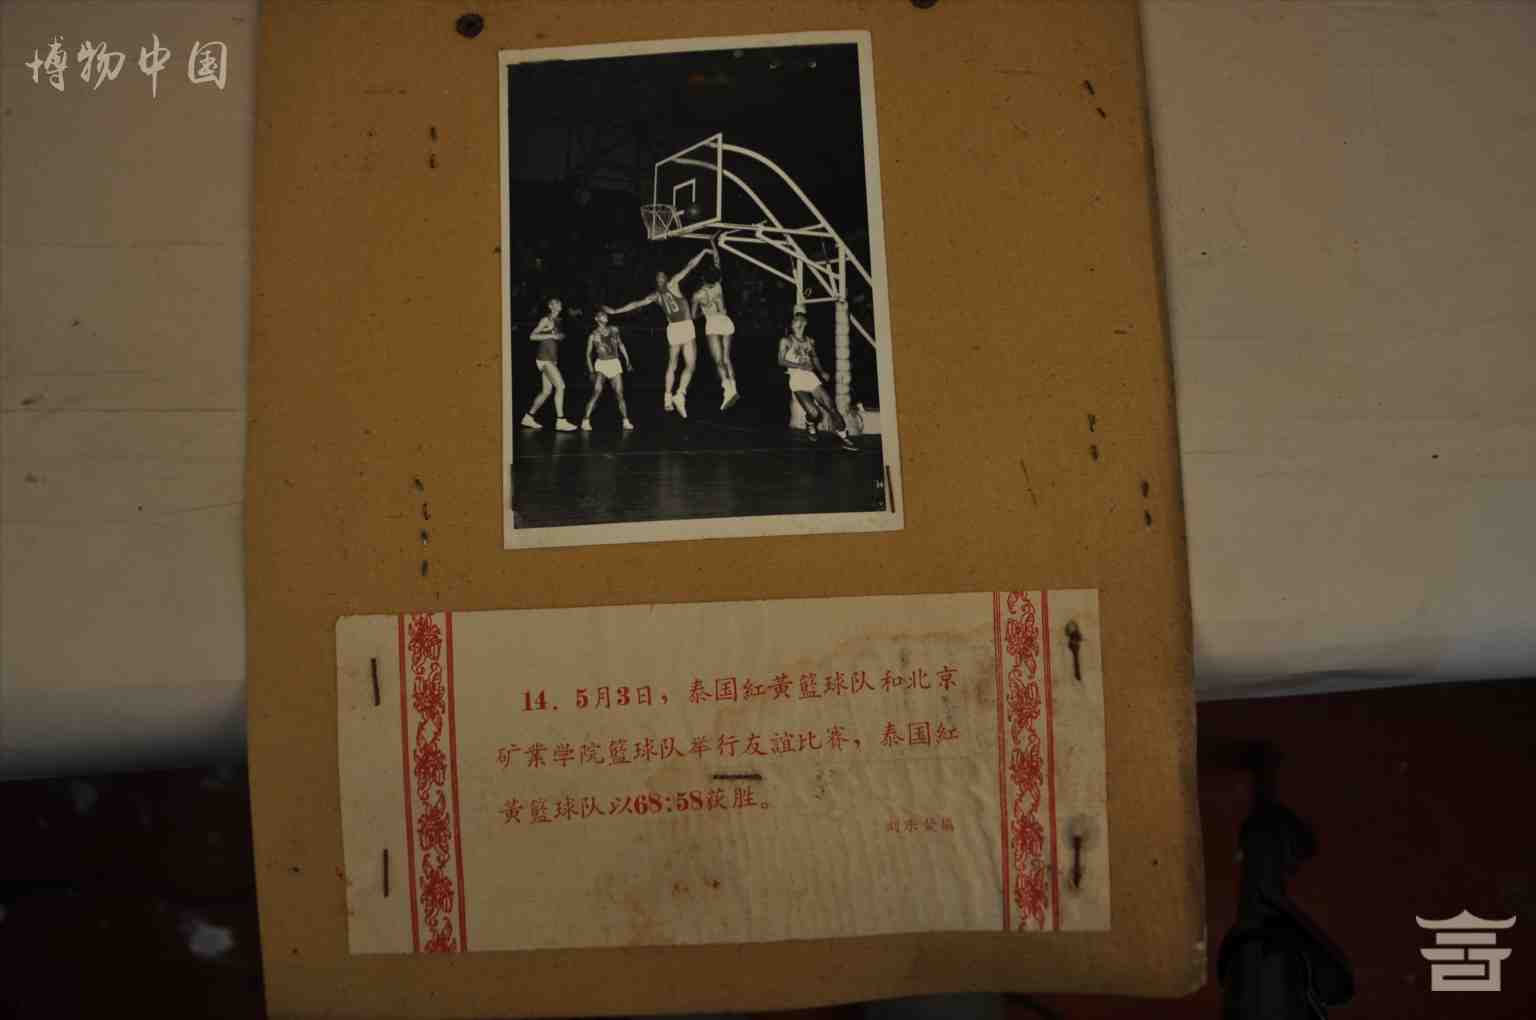 博物中国
13
14. 5月3日，泰国紅黄籃球队和北京
矿業学院籃球队举行友誼比赛，泰国紅
黄籃球队以68:58获胜。